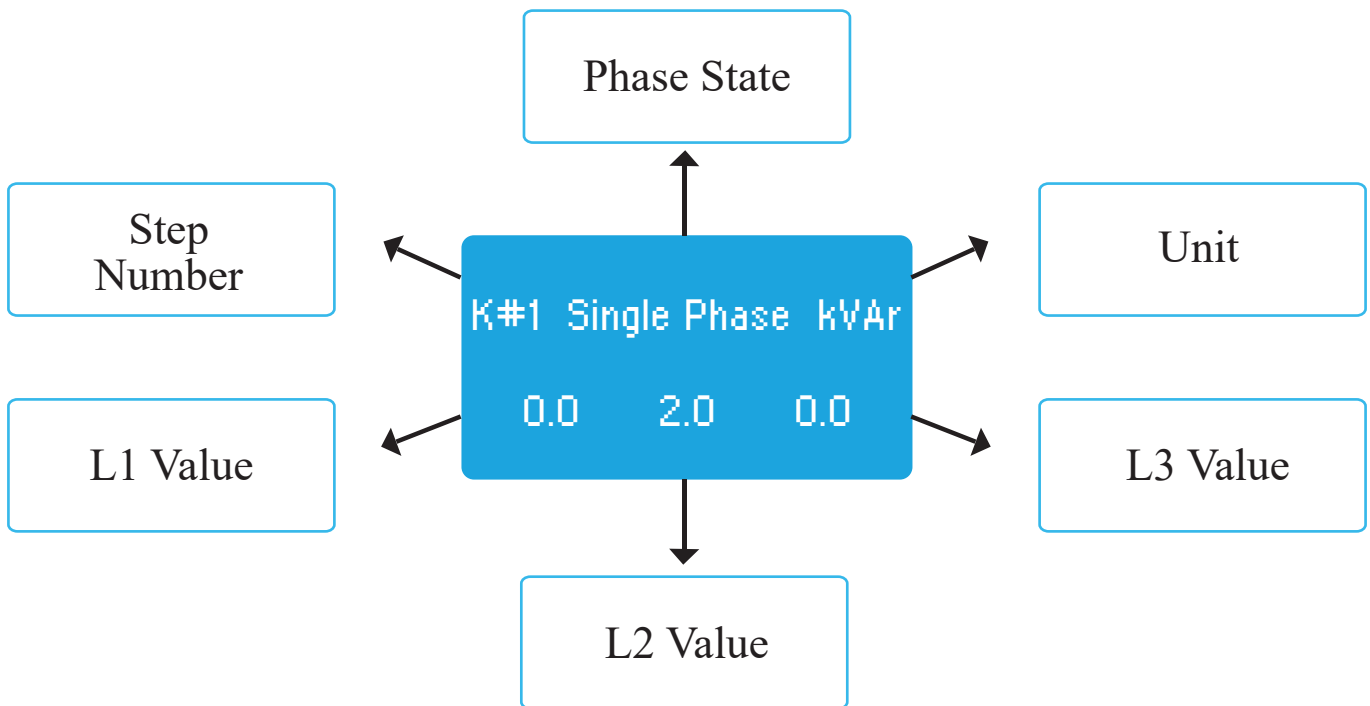 Phase State
Step
Number
Unit
K#1 Single Phase kVAr
0.0 2.0 0.0
L1 Value
L3 Value
L2 Value